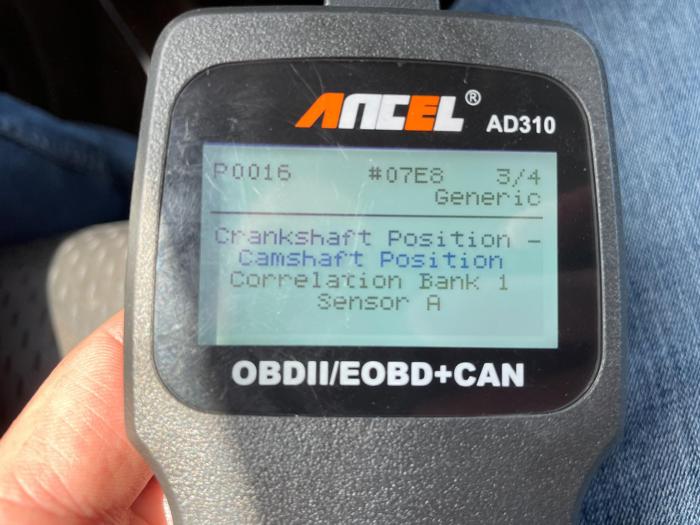 ANCEL® AD310
P0016 #07E8 3/4
Generic
Crankshaft Position -
Camshaft Position
Correlation Bank 1
Sensor A
OBDII/EOBD+CAN